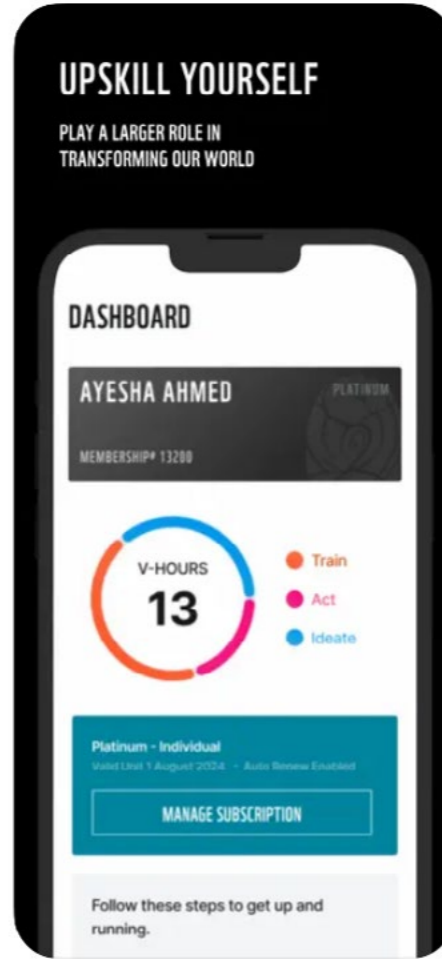 UPSKILL YOURSELF
PLAY A LARGER ROLE IN
TRANSFORMING OUR WORLD
DASHBOARD
AYESHA AHMED
PLATINUM
MEMBERSHIP# 13200
V-HOURS
13
Train
Act
Ideate
Platinum - Individual
Valid Until 1 August 2024 - Auto Renew Enabled
MANAGE SUBSCRIPTION
Follow these steps to get up and
running.